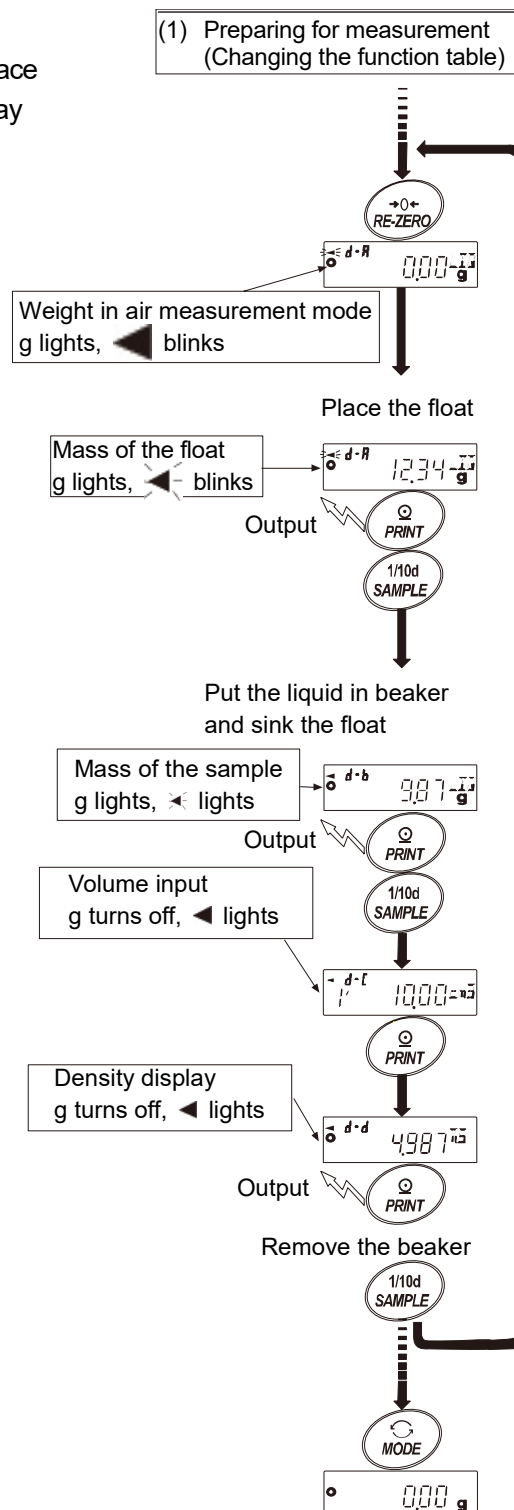 (1) Preparing for measurement
(Changing the function table)
ace
ay
→0←
RE-ZERO
d-A
0.00 g
Weight in air measurement mode
g lights, ◀ blinks
Place the float
Mass of the float
g lights, ◀ blinks
d-A
12.34 g
Output
PRINT
1/10d
SAMPLE
Put the liquid in beaker
and sink the float
Mass of the sample
g lights, ◀ lights
d-b
9.87 g
Output
PRINT
1/10d
SAMPLE
Volume input
g turns off, ◀ lights
d-C
10.00
PRINT
Density display
g turns off, ◀ lights
d-d
4.987
Output
PRINT
Remove the beaker
1/10d
SAMPLE
MODE
0.00 g